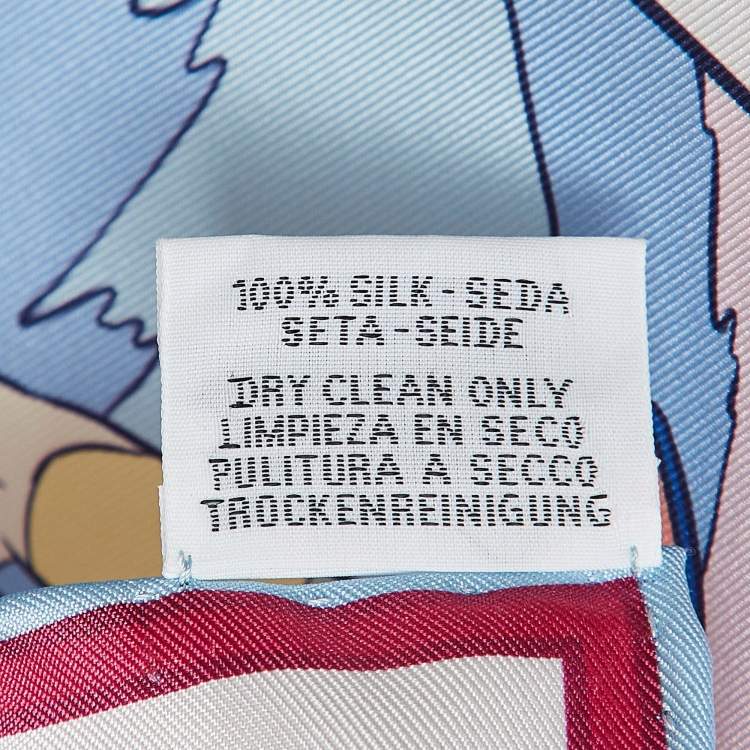 100% SILK - SEDA
SETA - SEIDE
DRY CLEAN ONLY
LIMPIEZA EN SECO
PULITURA A SECCO
TROCKENREINIGUNG